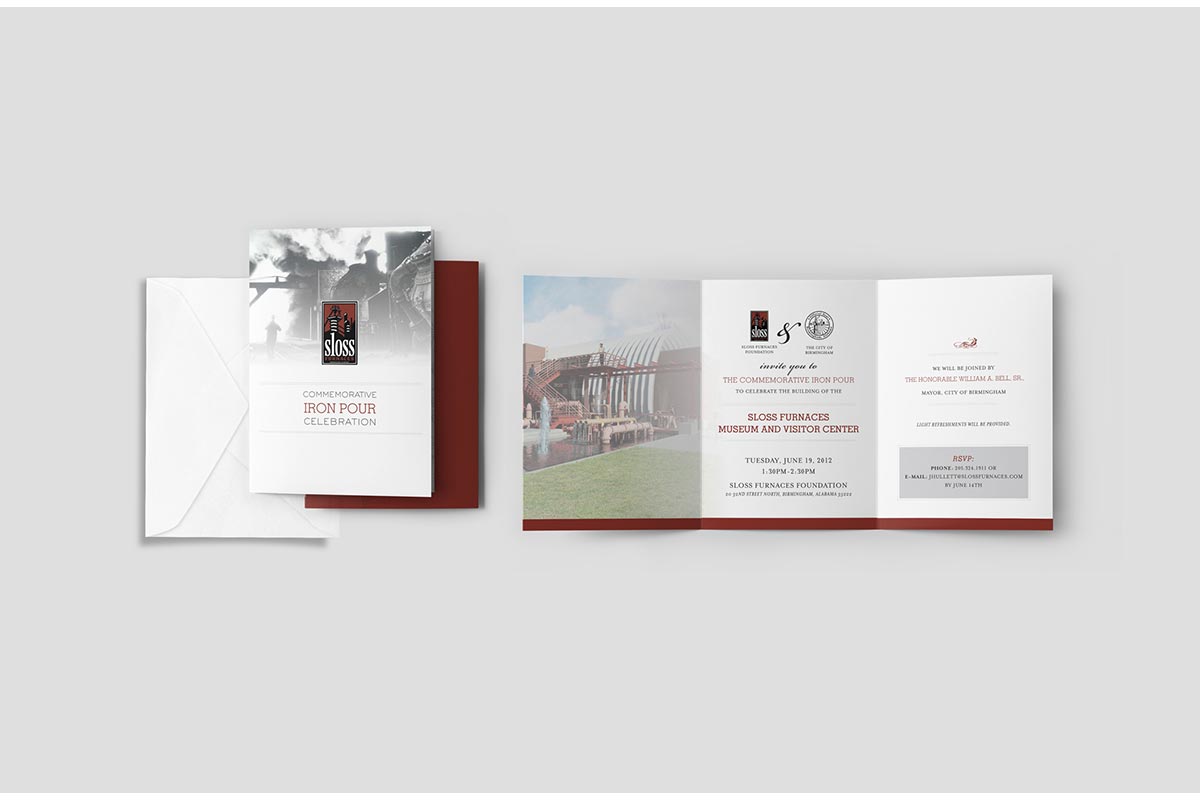 sloss
FURNACES
COMMEMORATIVE
IRON POUR
CELEBRATION
sloss
&
SLOSS FURNACES
FOUNDATION
THE CITY OF
BIRMINGHAM
invite you to
THE COMMEMORATIVE IRON POUR
TO CELEBRATE THE BUILDING OF THE
SLOSS FURNACES
MUSEUM AND VISITOR CENTER
TUESDAY, JUNE 19, 2012
1:30PM-2:30PM
SLOSS FURNACES FOUNDATION
20 32ND STREET NORTH, BIRMINGHAM, ALABAMA 35222
WE WILL BE JOINED BY
THE HONORABLE WILLIAM A. BELL, SR.,
MAYOR, CITY OF BIRMINGHAM
LIGHT REFRESHMENTS WILL BE PROVIDED.
RSVP:
PHONE: 205.324.1911 OR
E-MAIL: JHULLETT@SLOSSFURNACES.COM
BY JUNE 14TH